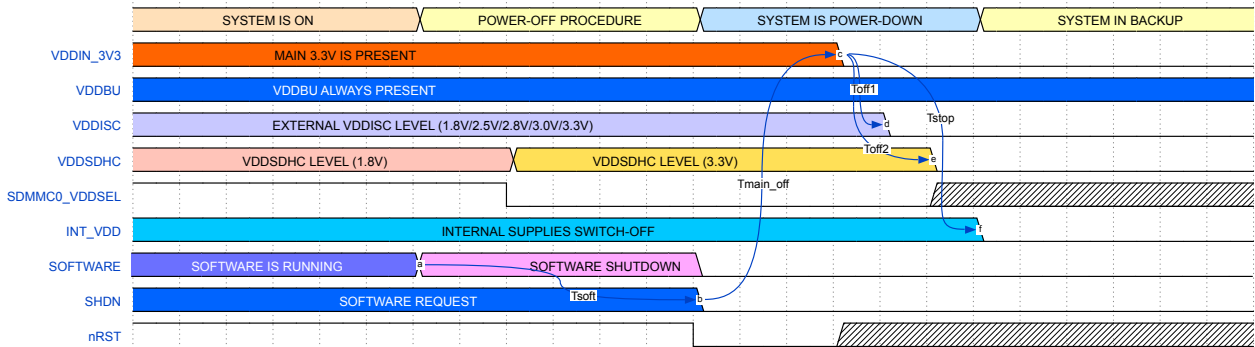 SYSTEM IS ON POWER-OFF PROCEDURE SYSTEM IS POWER-DOWN SYSTEM IN BACKUP
VDDIN_3V3 MAIN 3.3V IS PRESENT c
Toff1
VDDBU VDDBU ALWAYS PRESENT
Tstop
VDDISC EXTERNAL VDDISC LEVEL (1.8V/2.5V/2.8V/3.0V/3.3V) d
Toff2
VDDSDHC VDDSDHC LEVEL (1.8V) VDDSDHC LEVEL (3.3V) e
Tmain_off
SDMMC0_VDDSEL
INT_VDD INTERNAL SUPPLIES SWITCH-OFF f
SOFTWARE SOFTWARE IS RUNNING a SOFTWARE SHUTDOWN
Tsoft
SHDN SOFTWARE REQUEST b
nRST